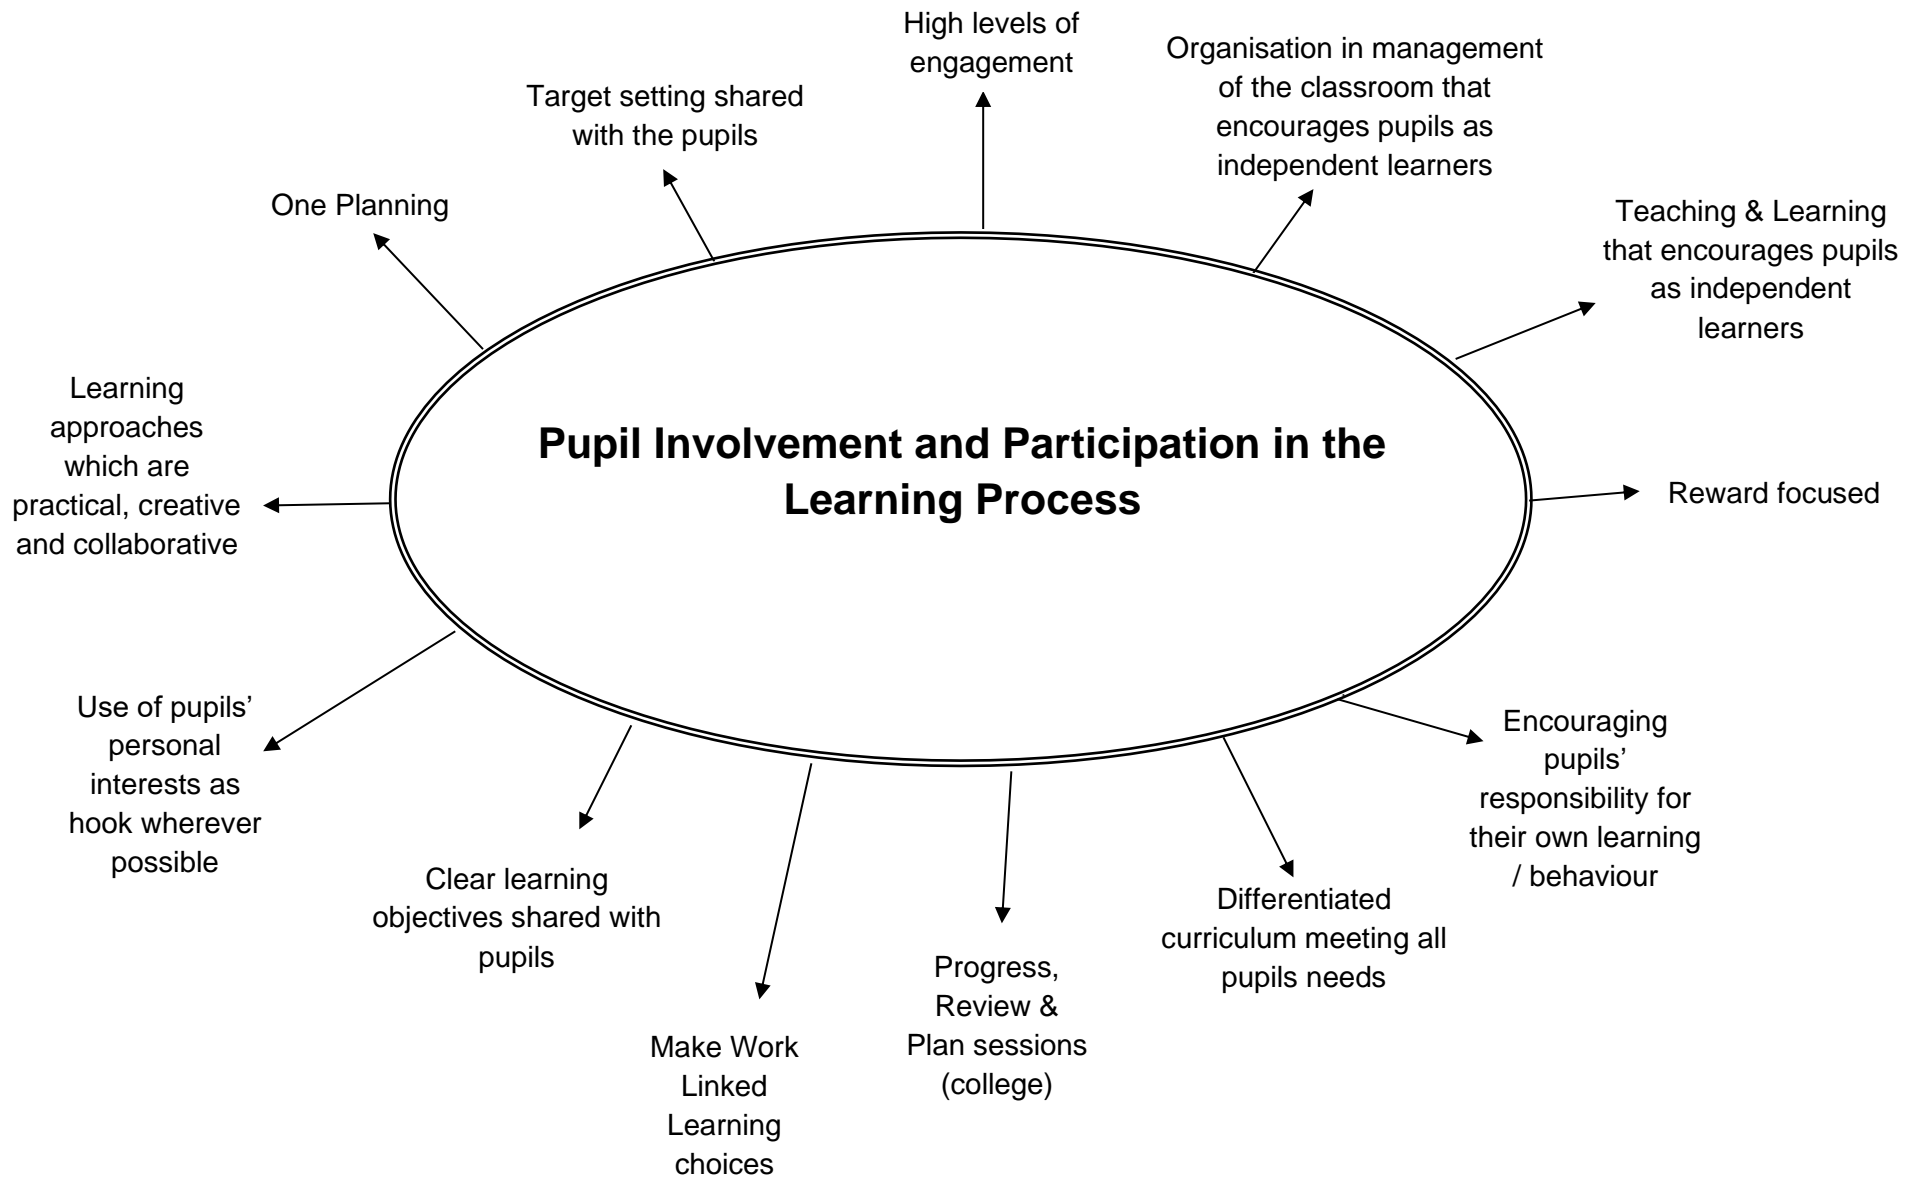 High levels of
engagement
Organisation in management
of the classroom that
encourages pupils as
independent learners
Target setting shared
with the pupils
One Planning
Teaching & Learning
that encourages pupils
as independent
learners
Learning
approaches
which are
practical, creative
and collaborative
Pupil Involvement and Participation in the
Learning Process
Reward focused
Use of pupils’
personal
interests as
hook wherever
possible
Encouraging
pupils’
responsibility for
their own learning
/ behaviour
Clear learning
objectives shared with
pupils
Differentiated
curriculum meeting all
pupils needs
Progress,
Review &
Plan sessions
(college)
Make Work
Linked
Learning
choices